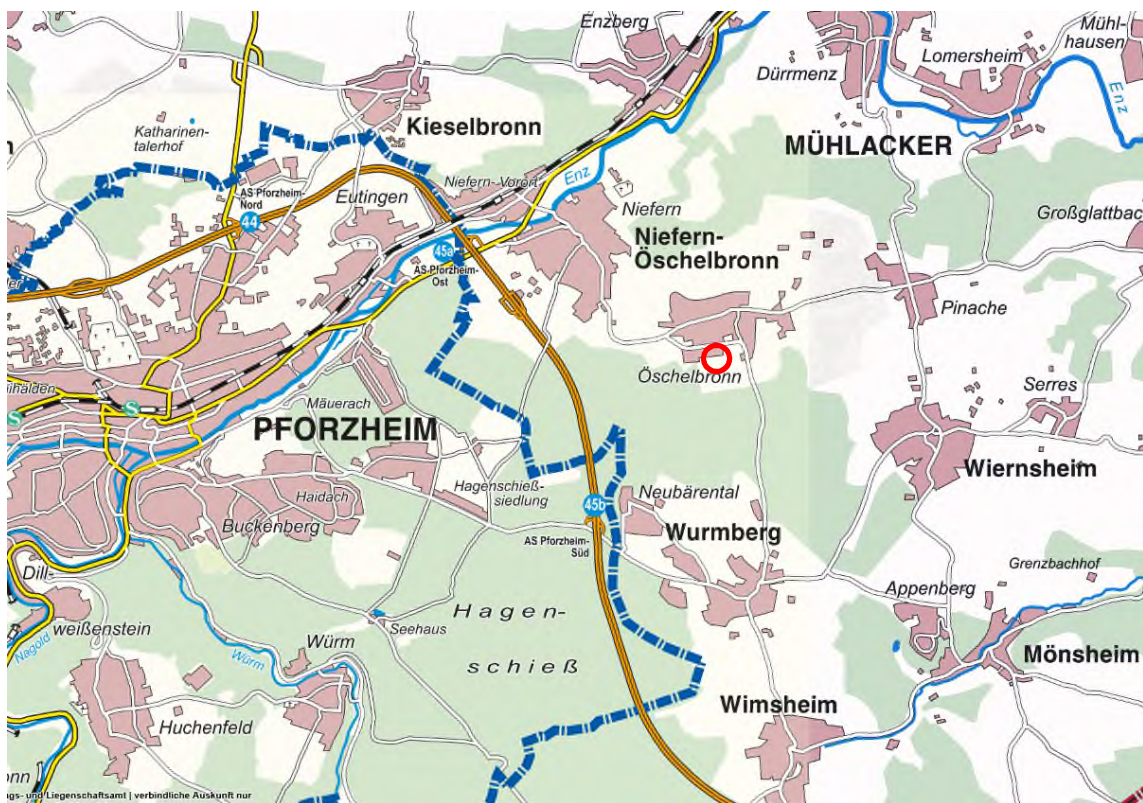 Enzberg
Mühl-
hausen
Lomersheim
Dürrmenz
Enz
Katharinen-
talerhof
Kieselbronn
MÜHLACKER
AS Pforzheim-
Nord
44
Eutingen
Niefern-Vorort
Enz
Niefern
Großglattbac
Niefern-
Öschelbronn
45a
AS Pforzheim-
Ost
Pinache
Öschelbronn
Serres
S
S
Mäuerach
PFORZHEIM
Wiernsheim
Haidach
Hagenschieß-
siedlung
Neubärental
45b
Buckenberg
AS Pforzheim-
Süd
Wurmberg
Grenzbachhof
Appenberg
Dill-
weißenstein
Hagen-
schieß
Seehaus
Nagold
Würm
Würm
Mönsheim
Wimsheim
Huchenfeld
onn
ngs- und Liegenschaftsamt | verbindliche Auskunft nur